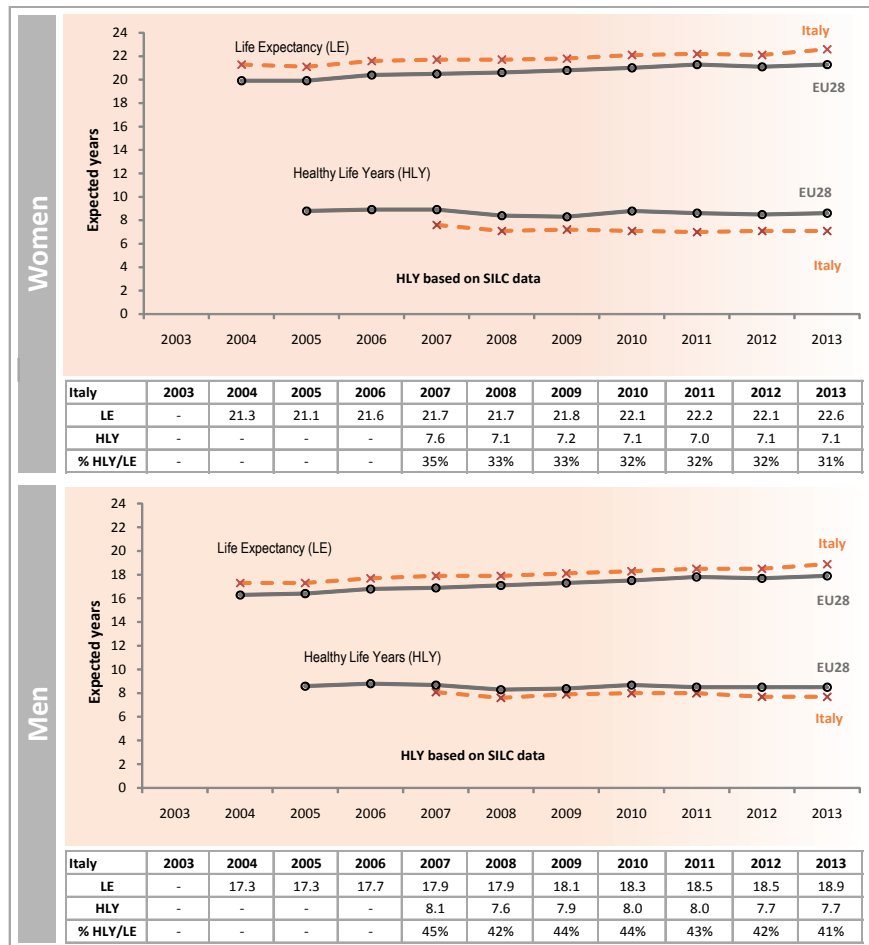 Women
24
22
20
18
16
14
12
10
8
6
4
2
0
Expected years
Life Expectancy (LE)
Italy
EU28
Healthy Life Years (HLY)
EU28
Italy
HLY based on SILC data
2003 2004 2005 2006 2007 2008 2009 2010 2011 2012 2013
Italy 2003 2004 2005 2006 2007 2008 2009 2010 2011 2012 2013
LE - 21.3 21.1 21.6 21.7 21.7 21.8 22.1 22.2 22.1 22.6
HLY - - - - 7.6 7.1 7.2 7.1 7.0 7.1 7.1
% HLY/LE - - - - 35% 33% 33% 32% 32% 32% 31%
Men
24
22
20
18
16
14
12
10
8
6
4
2
0
Expected years
Life Expectancy (LE)
Italy
EU28
Healthy Life Years (HLY)
EU28
Italy
HLY based on SILC data
2003 2004 2005 2006 2007 2008 2009 2010 2011 2012 2013
Italy 2003 2004 2005 2006 2007 2008 2009 2010 2011 2012 2013
LE - 17.3 17.3 17.7 17.9 17.9 18.1 18.3 18.5 18.5 18.9
HLY - - - - 8.1 7.6 7.9 8.0 8.0 7.7 7.7
% HLY/LE - - - - 45% 42% 44% 44% 43% 42% 41%